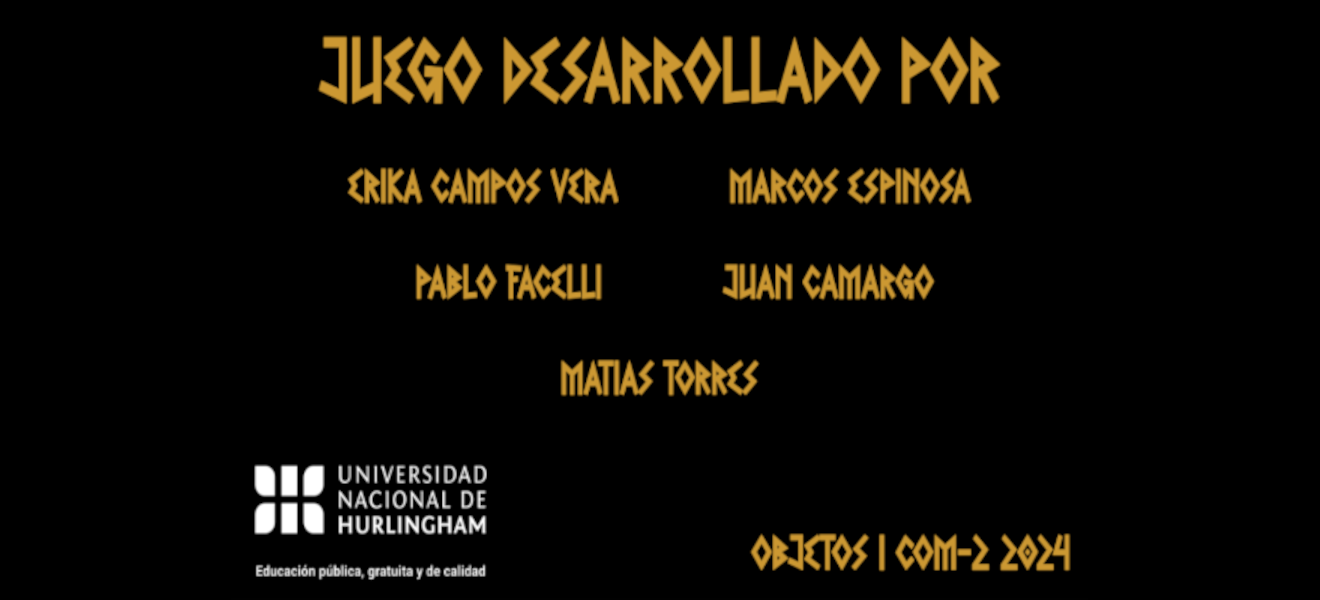 JUEGO DESARROLLADO POR
ERIKA CAMPOS VERA
MARCOS ESPINOSA
PABLO FACELLI
JUAN CAMARGO
MATIAS TORRES
UNIVERSIDAD
NACIONAL DE
HURLINGHAM
Educación pública, gratuita y de calidad
OBJETOS I COM-2 2024